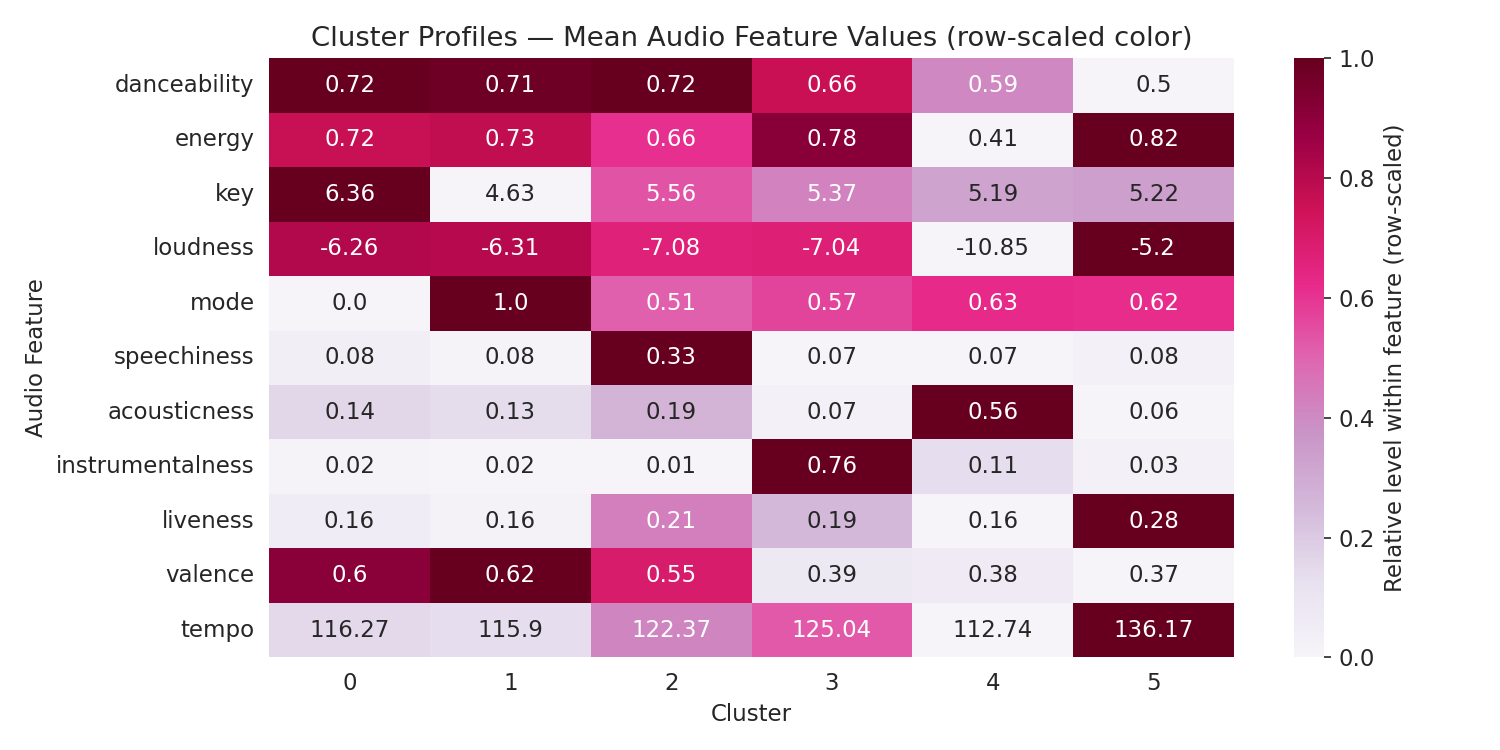 Cluster Profiles — Mean Audio Feature Values (row-scaled color)
danceability 0.72 0.71 0.72 0.66 0.59 0.5
energy 0.72 0.73 0.66 0.78 0.41 0.82
key 6.36 4.63 5.56 5.37 5.19 5.22
loudness -6.26 -6.31 -7.08 -7.04 -10.85 -5.2
mode 0.0 1.0 0.51 0.57 0.63 0.62
speechiness 0.08 0.08 0.33 0.07 0.07 0.08
acousticness 0.14 0.13 0.19 0.07 0.56 0.06
instrumentalness 0.02 0.02 0.01 0.76 0.11 0.03
liveness 0.16 0.16 0.21 0.19 0.16 0.28
valence 0.6 0.62 0.55 0.39 0.38 0.37
tempo 116.27 115.9 122.37 125.04 112.74 136.17
0 1 2 3 4 5
Cluster
Audio Feature
1.0
0.8
0.6
0.4
0.2
0.0
Relative level within feature (row-scaled)